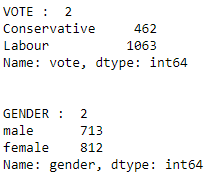 VOTE :  2
Conservative     462
Labour          1063
Name: vote, dtype: int64
GENDER :  2
male      713
female    812
Name: gender, dtype: int64